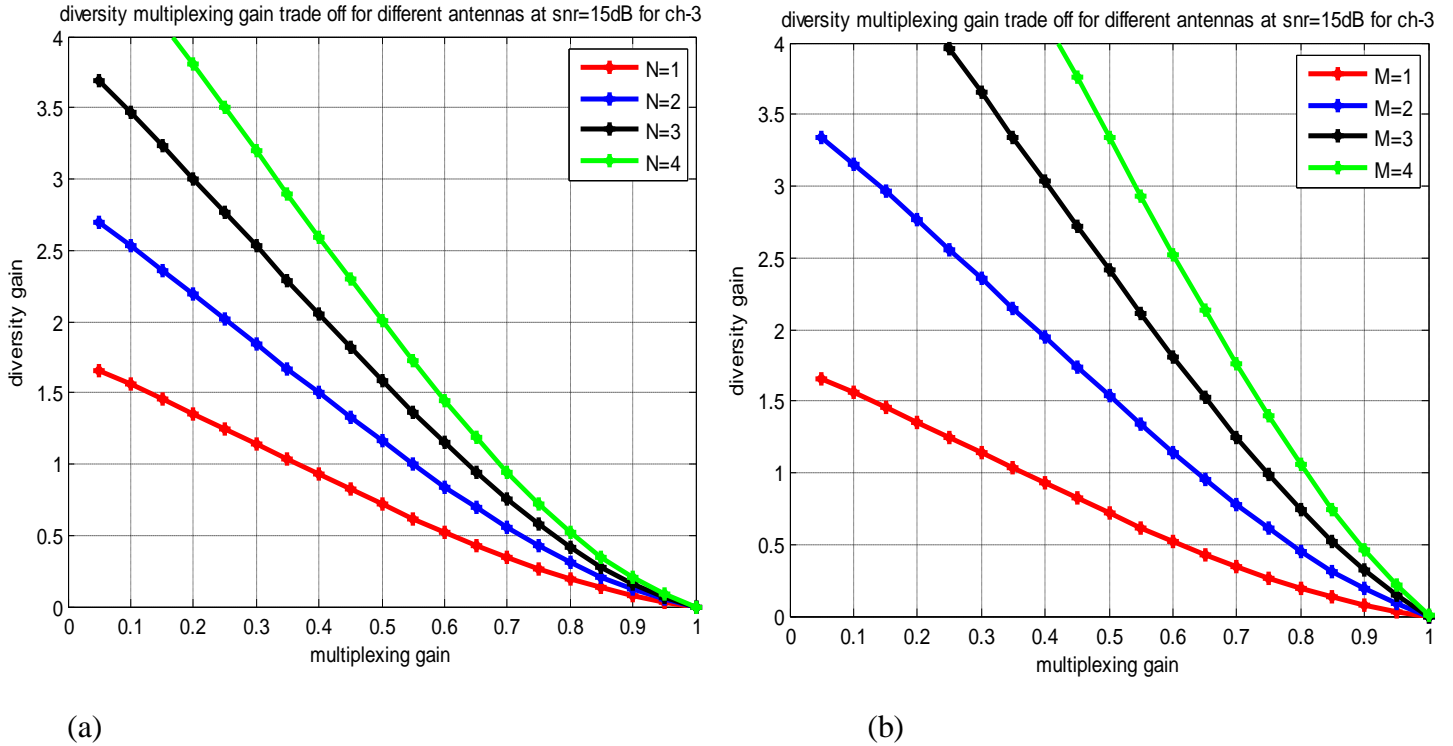 diversity multiplexing gain trade off for different antennas at snr=15dB for ch-3
4
3.5
3
2.5
2
1.5
1
0.5
0
diversity gain
N=1
N=2
N=3
N=4
0 0.1 0.2 0.3 0.4 0.5 0.6 0.7 0.8 0.9 1
multiplexing gain
(a)
diversity multiplexing gain trade off for different antennas at snr=15dB for ch-3
4
3.5
3
2.5
2
1.5
1
0.5
0
diversity gain
M=1
M=2
M=3
M=4
0 0.1 0.2 0.3 0.4 0.5 0.6 0.7 0.8 0.9 1
multiplexing gain
(b)